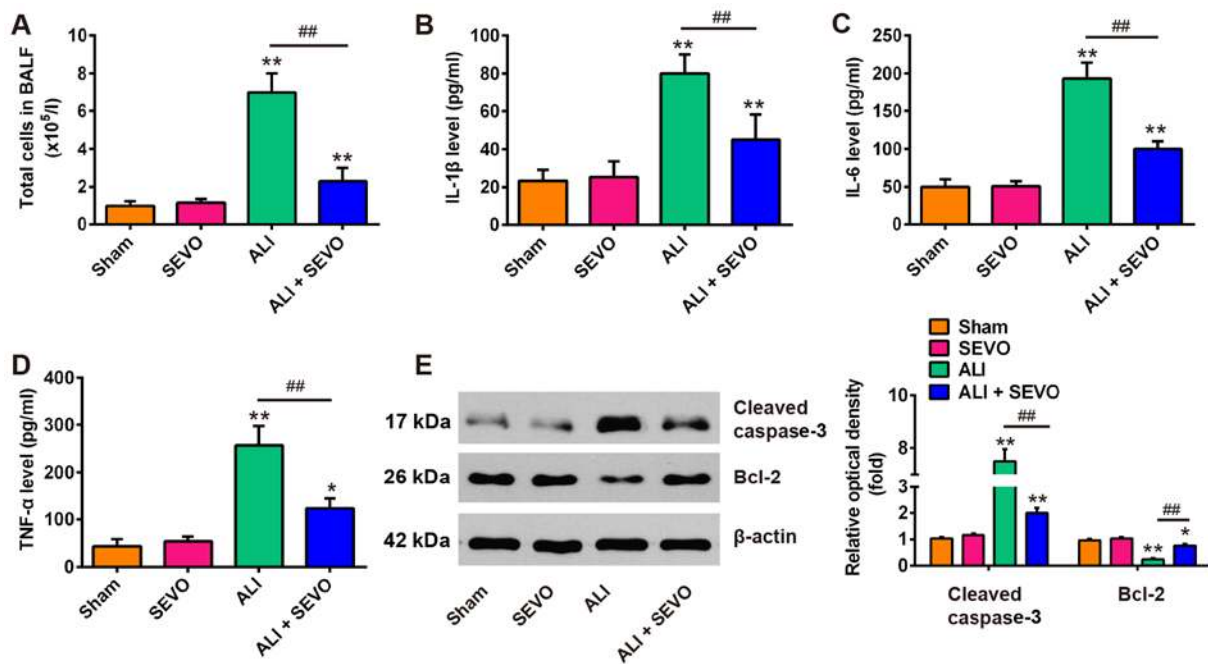 A
Total cells in BALF
(x10⁵/l)
10
8
6
4
2
0
**
##
**
Sham
SEVO
ALI
ALI + SEVO
B
IL-1β level (pg/ml)
100
80
60
40
20
0
**
##
**
Sham
SEVO
ALI
ALI + SEVO
C
IL-6 level (pg/ml)
250
200
150
100
50
0
**
##
**
Sham
SEVO
ALI
ALI + SEVO
D
TNF-α level (pg/ml)
400
300
200
100
0
**
##
*
Sham
SEVO
ALI
ALI + SEVO
E
17 kDa
Cleaved
caspase-3
26 kDa
Bcl-2
42 kDa
β-actin
Sham
SEVO
ALI
ALI + SEVO
Sham
SEVO
ALI
ALI + SEVO
Relative optical density
(fold)
10
8
6
3
2
1
0
**
##
**
**
##
*
Cleaved
caspase-3
Bcl-2